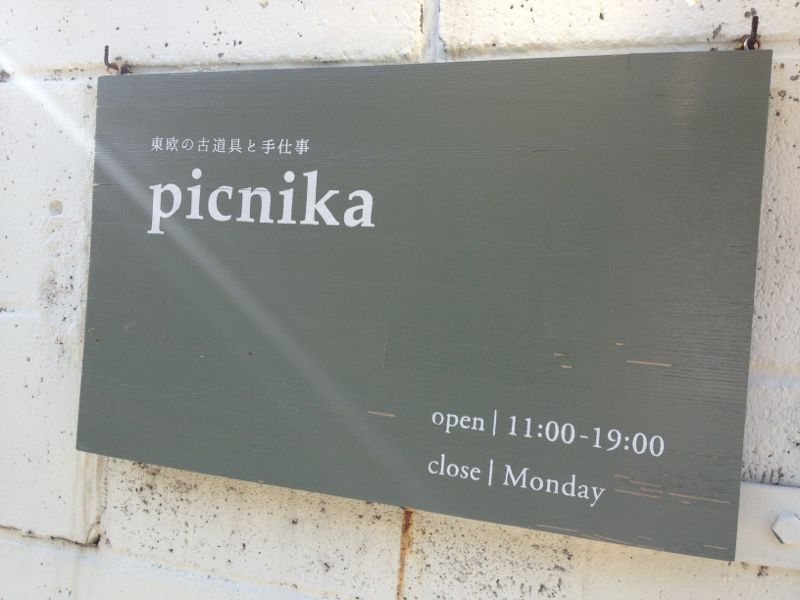 東欧の古道具と手仕事
picnika
open | 11:00-19:00
close | Monday